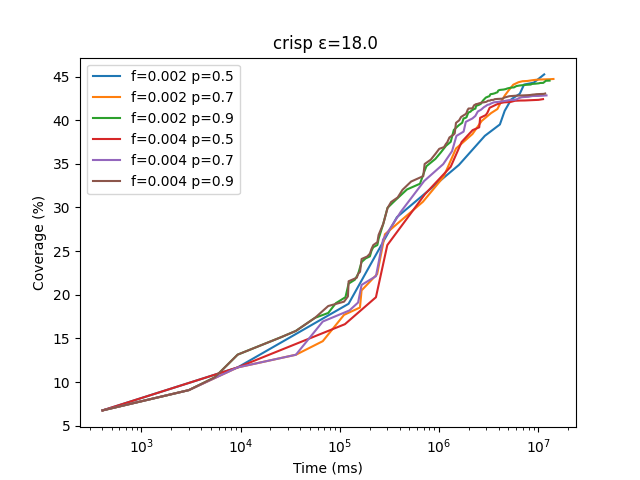 crisp ε=18.0
f=0.002 p=0.5
f=0.002 p=0.7
f=0.002 p=0.9
f=0.004 p=0.5
f=0.004 p=0.7
f=0.004 p=0.9
Coverage (%)
45
40
35
30
25
20
15
10
5
10³ 10⁴ 10⁵ 10⁶ 10⁷
Time (ms)